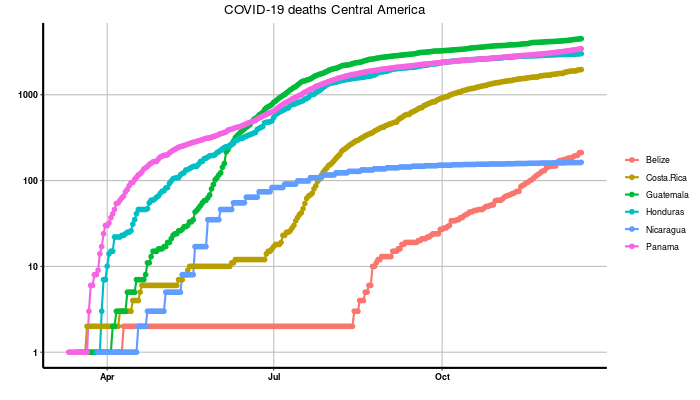 COVID-19 deaths Central America
1000
100
10
1
Apr
Jul
Oct
Belize
Costa.Rica
Guatemala
Honduras
Nicaragua
Panama